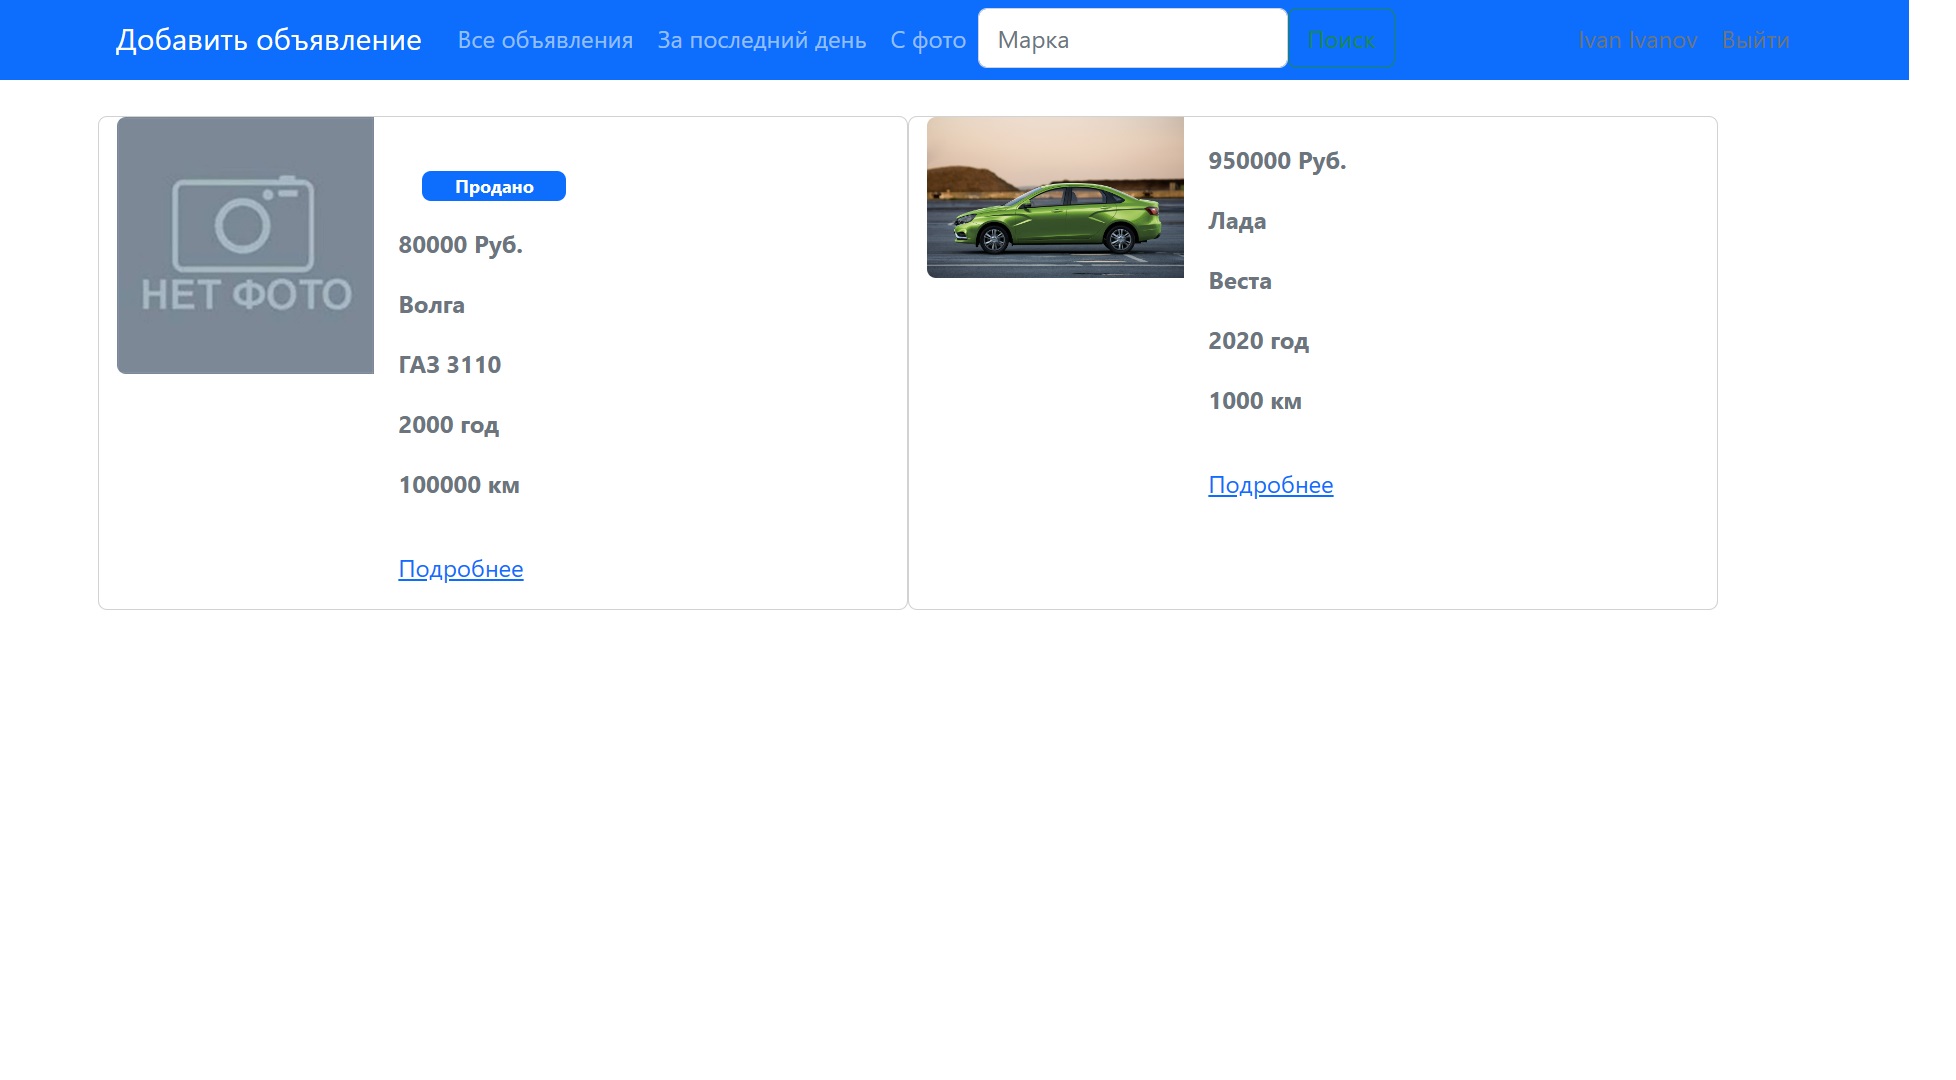 Добавить объявление Все объявления За последний день С фото Марка Поиск Ivan Ivanov Выйти
НЕТ ФОТО
Продано
80000 Руб.
Волга
ГАЗ 3110
2000 год
100000 км
Подробнее
950000 Руб.
Лада
Веста
2020 год
1000 км
Подробнее